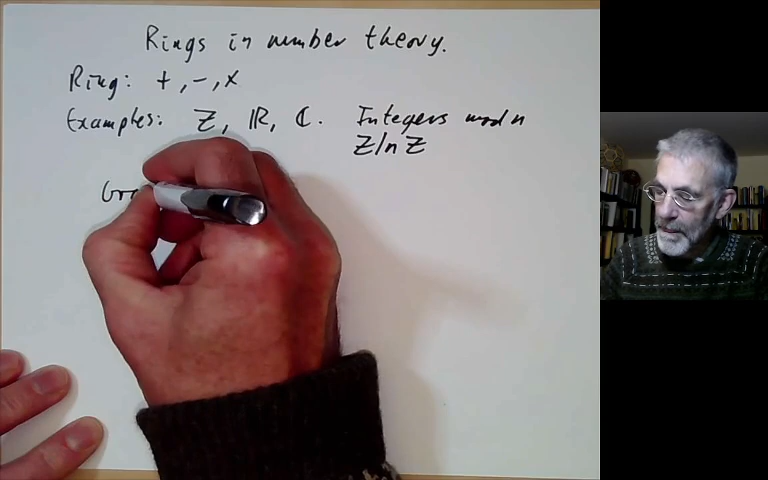 Rings in number theory.
Ring: +, -, ×
Examples: ℤ, ℝ, ℂ. Integers mod n
ℤ/nℤ